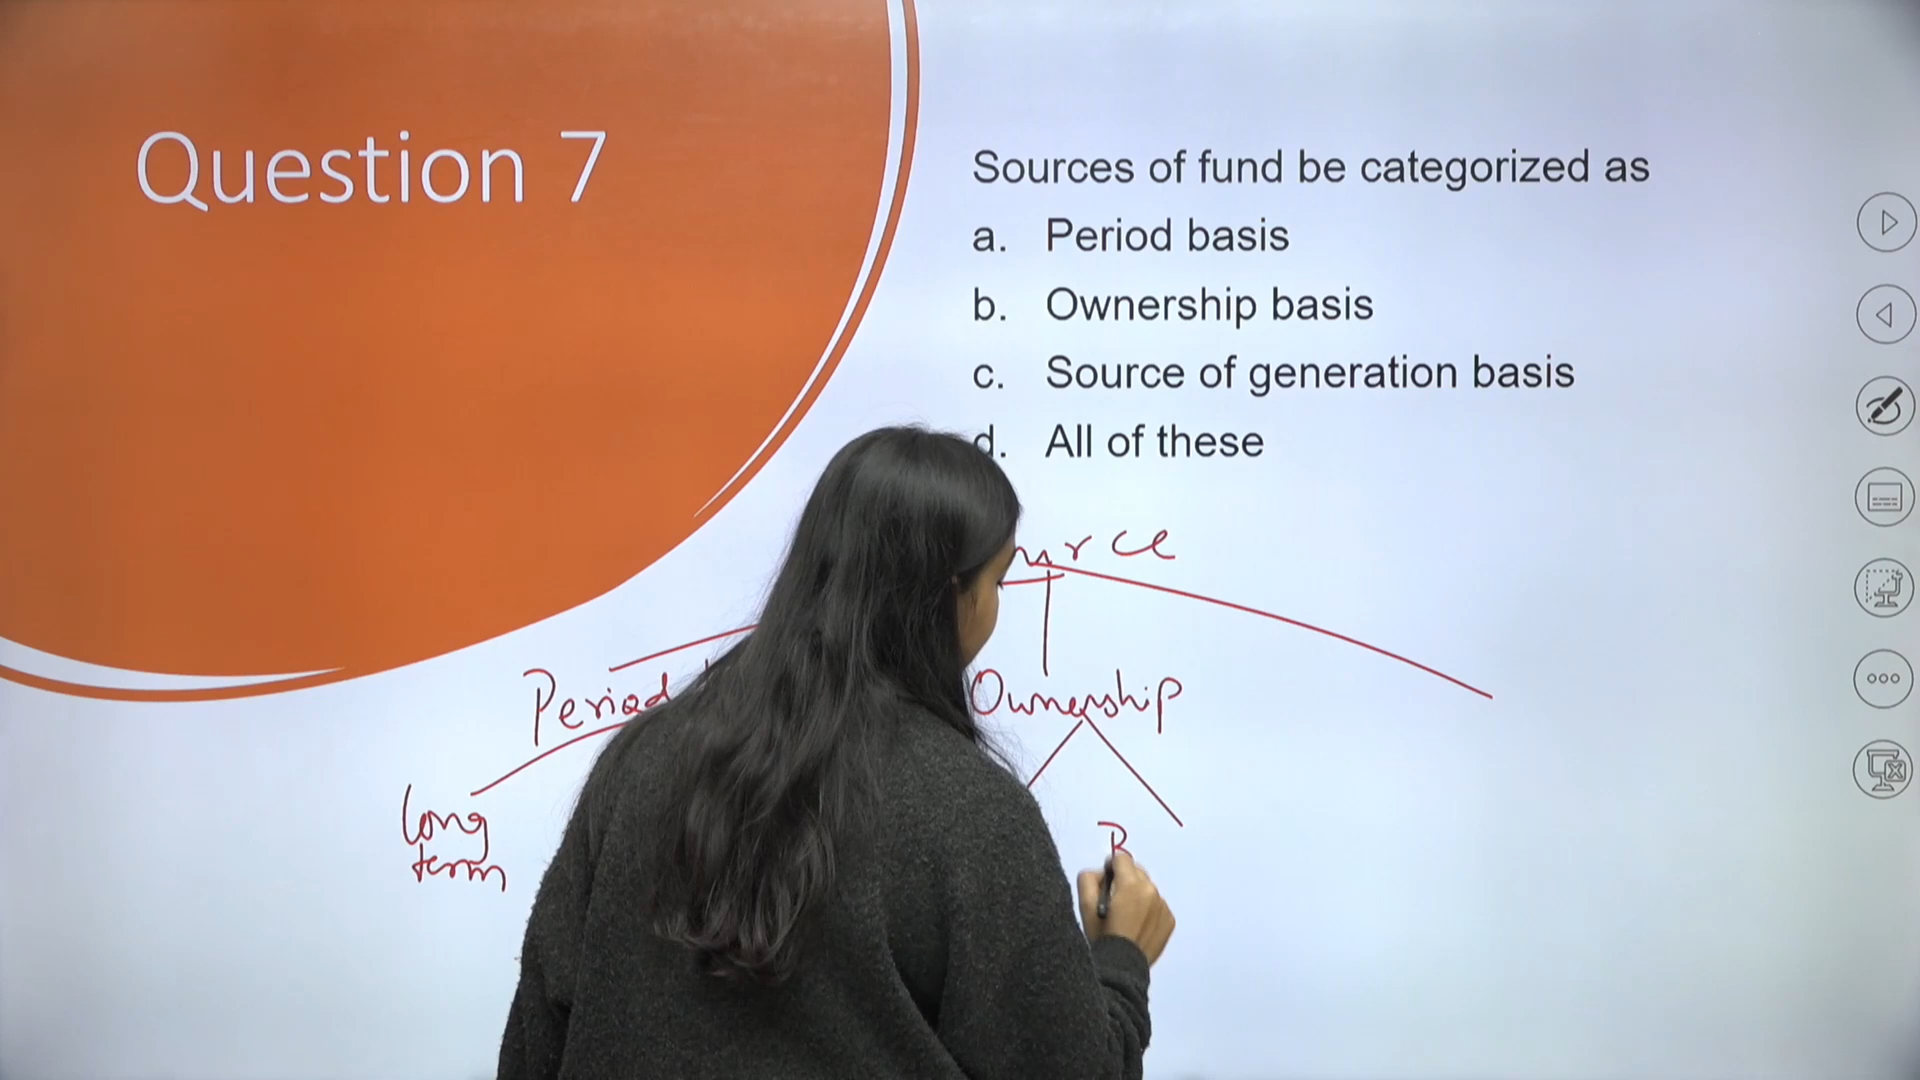 Question 7
Sources of fund be categorized as
a. Period basis
b. Ownership basis
c. Source of generation basis
d. All of these
Period
Ownership
long
term